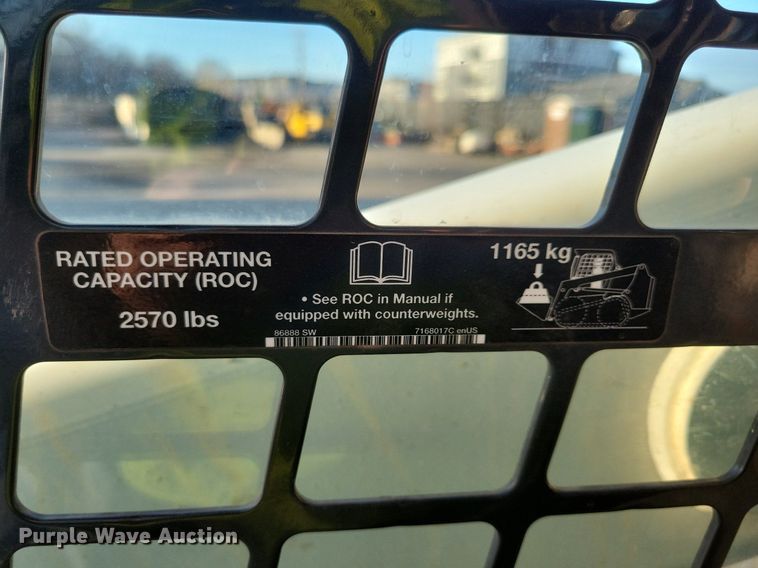 RATED OPERATING
CAPACITY (ROC)
2570 lbs
• See ROC in Manual if
equipped with counterweights.
86888 SW 7168017C enUS
1165 kg
Purple Wave Auction